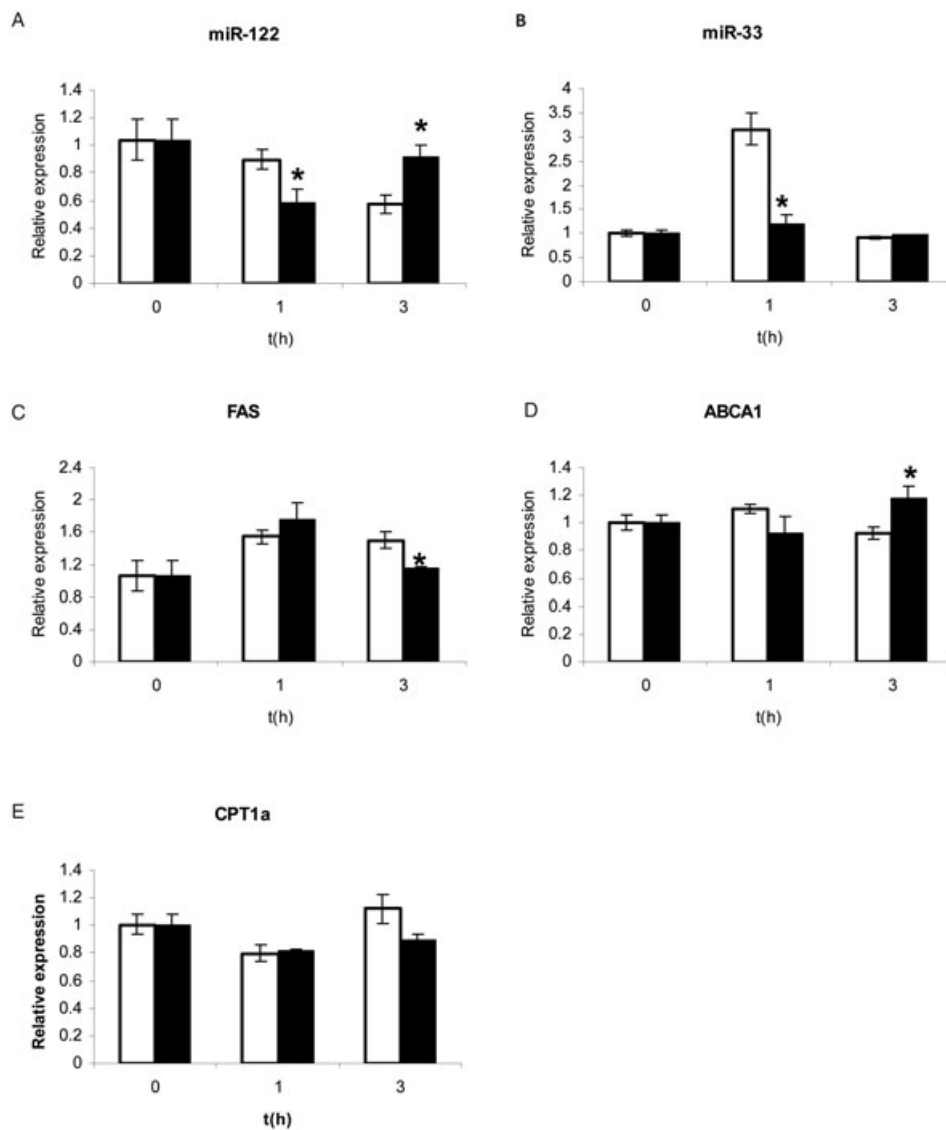 A
miR-122
Relative expression
1.4
1.2
1
0.8
0.6
0.4
0.2
0
*
*
0 1 3
t(h)
B
miR-33
Relative expression
4
3.5
3
2.5
2
1.5
1
0.5
0
*
0 1 3
t(h)
C
FAS
Relative expression
2.4
2
1.6
1.2
0.8
0.4
0
*
0 1 3
t(h)
D
ABCA1
Relative expression
1.4
1.2
1
0.8
0.6
0.4
0.2
0
*
0 1 3
t(h)
E
CPT1a
Relative expression
1.4
1.2
1
0.8
0.6
0.4
0.2
0
0 1 3
t(h)